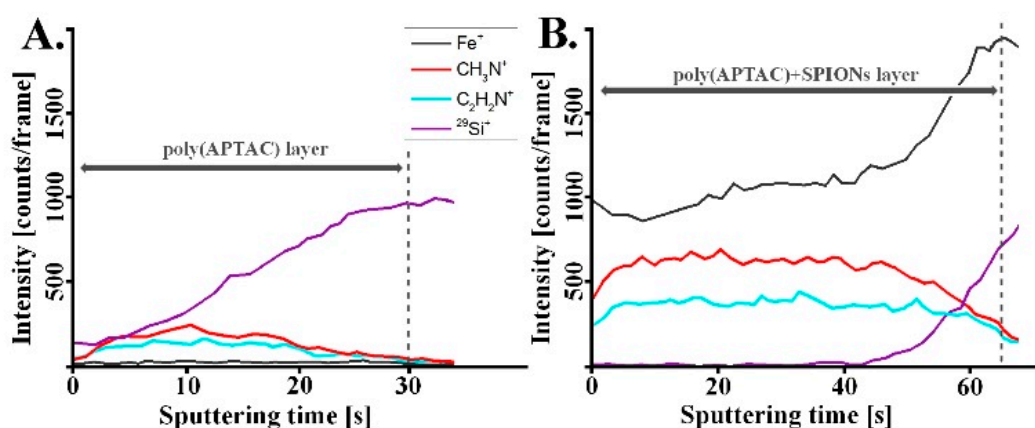 A.
B.
Fe⁺
CH₃N⁺
C₂H₂N⁺
²⁹Si⁺
poly(APTAC) layer
poly(APTAC)+SPIONs layer
Intensity [counts/frame]
500
1000
1500
0
10
20
30
40
Sputtering time [s]
Intensity [counts/frame]
500
1000
1500
0
20
40
60
Sputtering time [s]